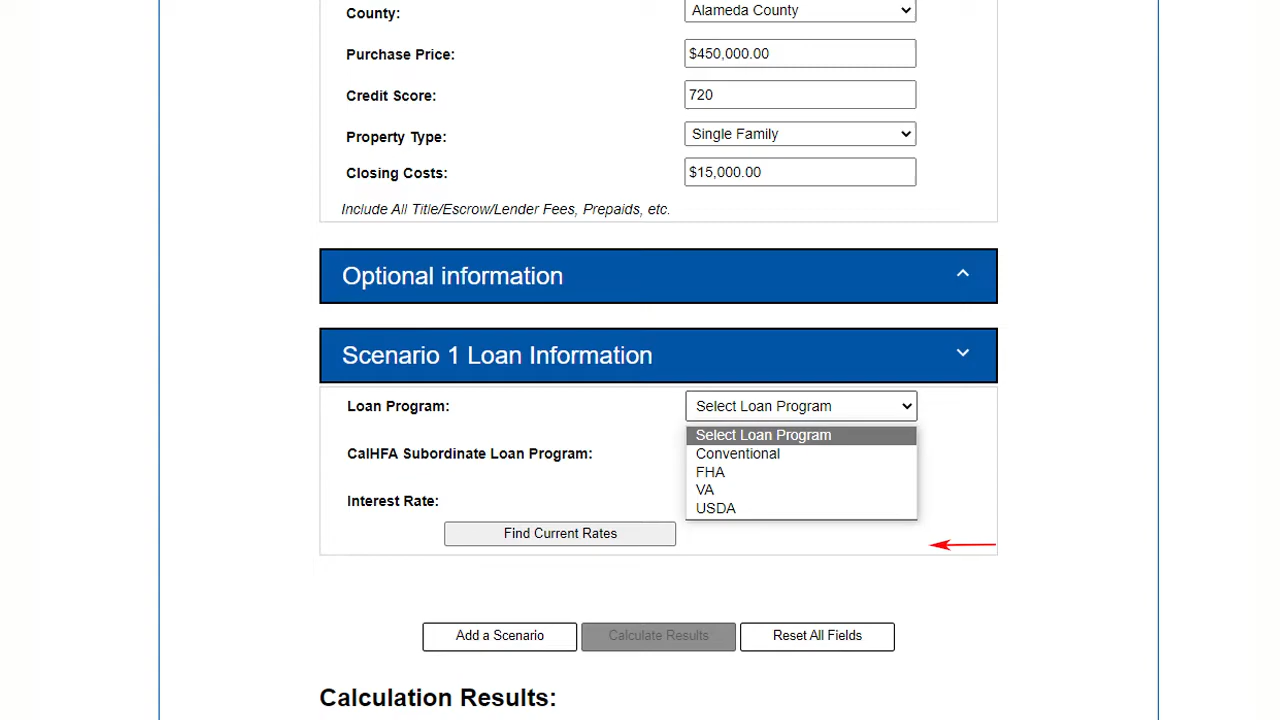 County: Alameda County
Purchase Price: $450,000.00
Credit Score: 720
Property Type: Single Family
Closing Costs: $15,000.00
Include All Title/Escrow/Lender Fees, Prepaids, etc.
Optional information
Scenario 1 Loan Information
Loan Program: Select Loan Program
Select Loan Program
CalHFA Subordinate Loan Program: Conventional
FHA
VA
Interest Rate:
USDA
Find Current Rates
Add a Scenario Calculate Results Reset All Fields
Calculation Results: